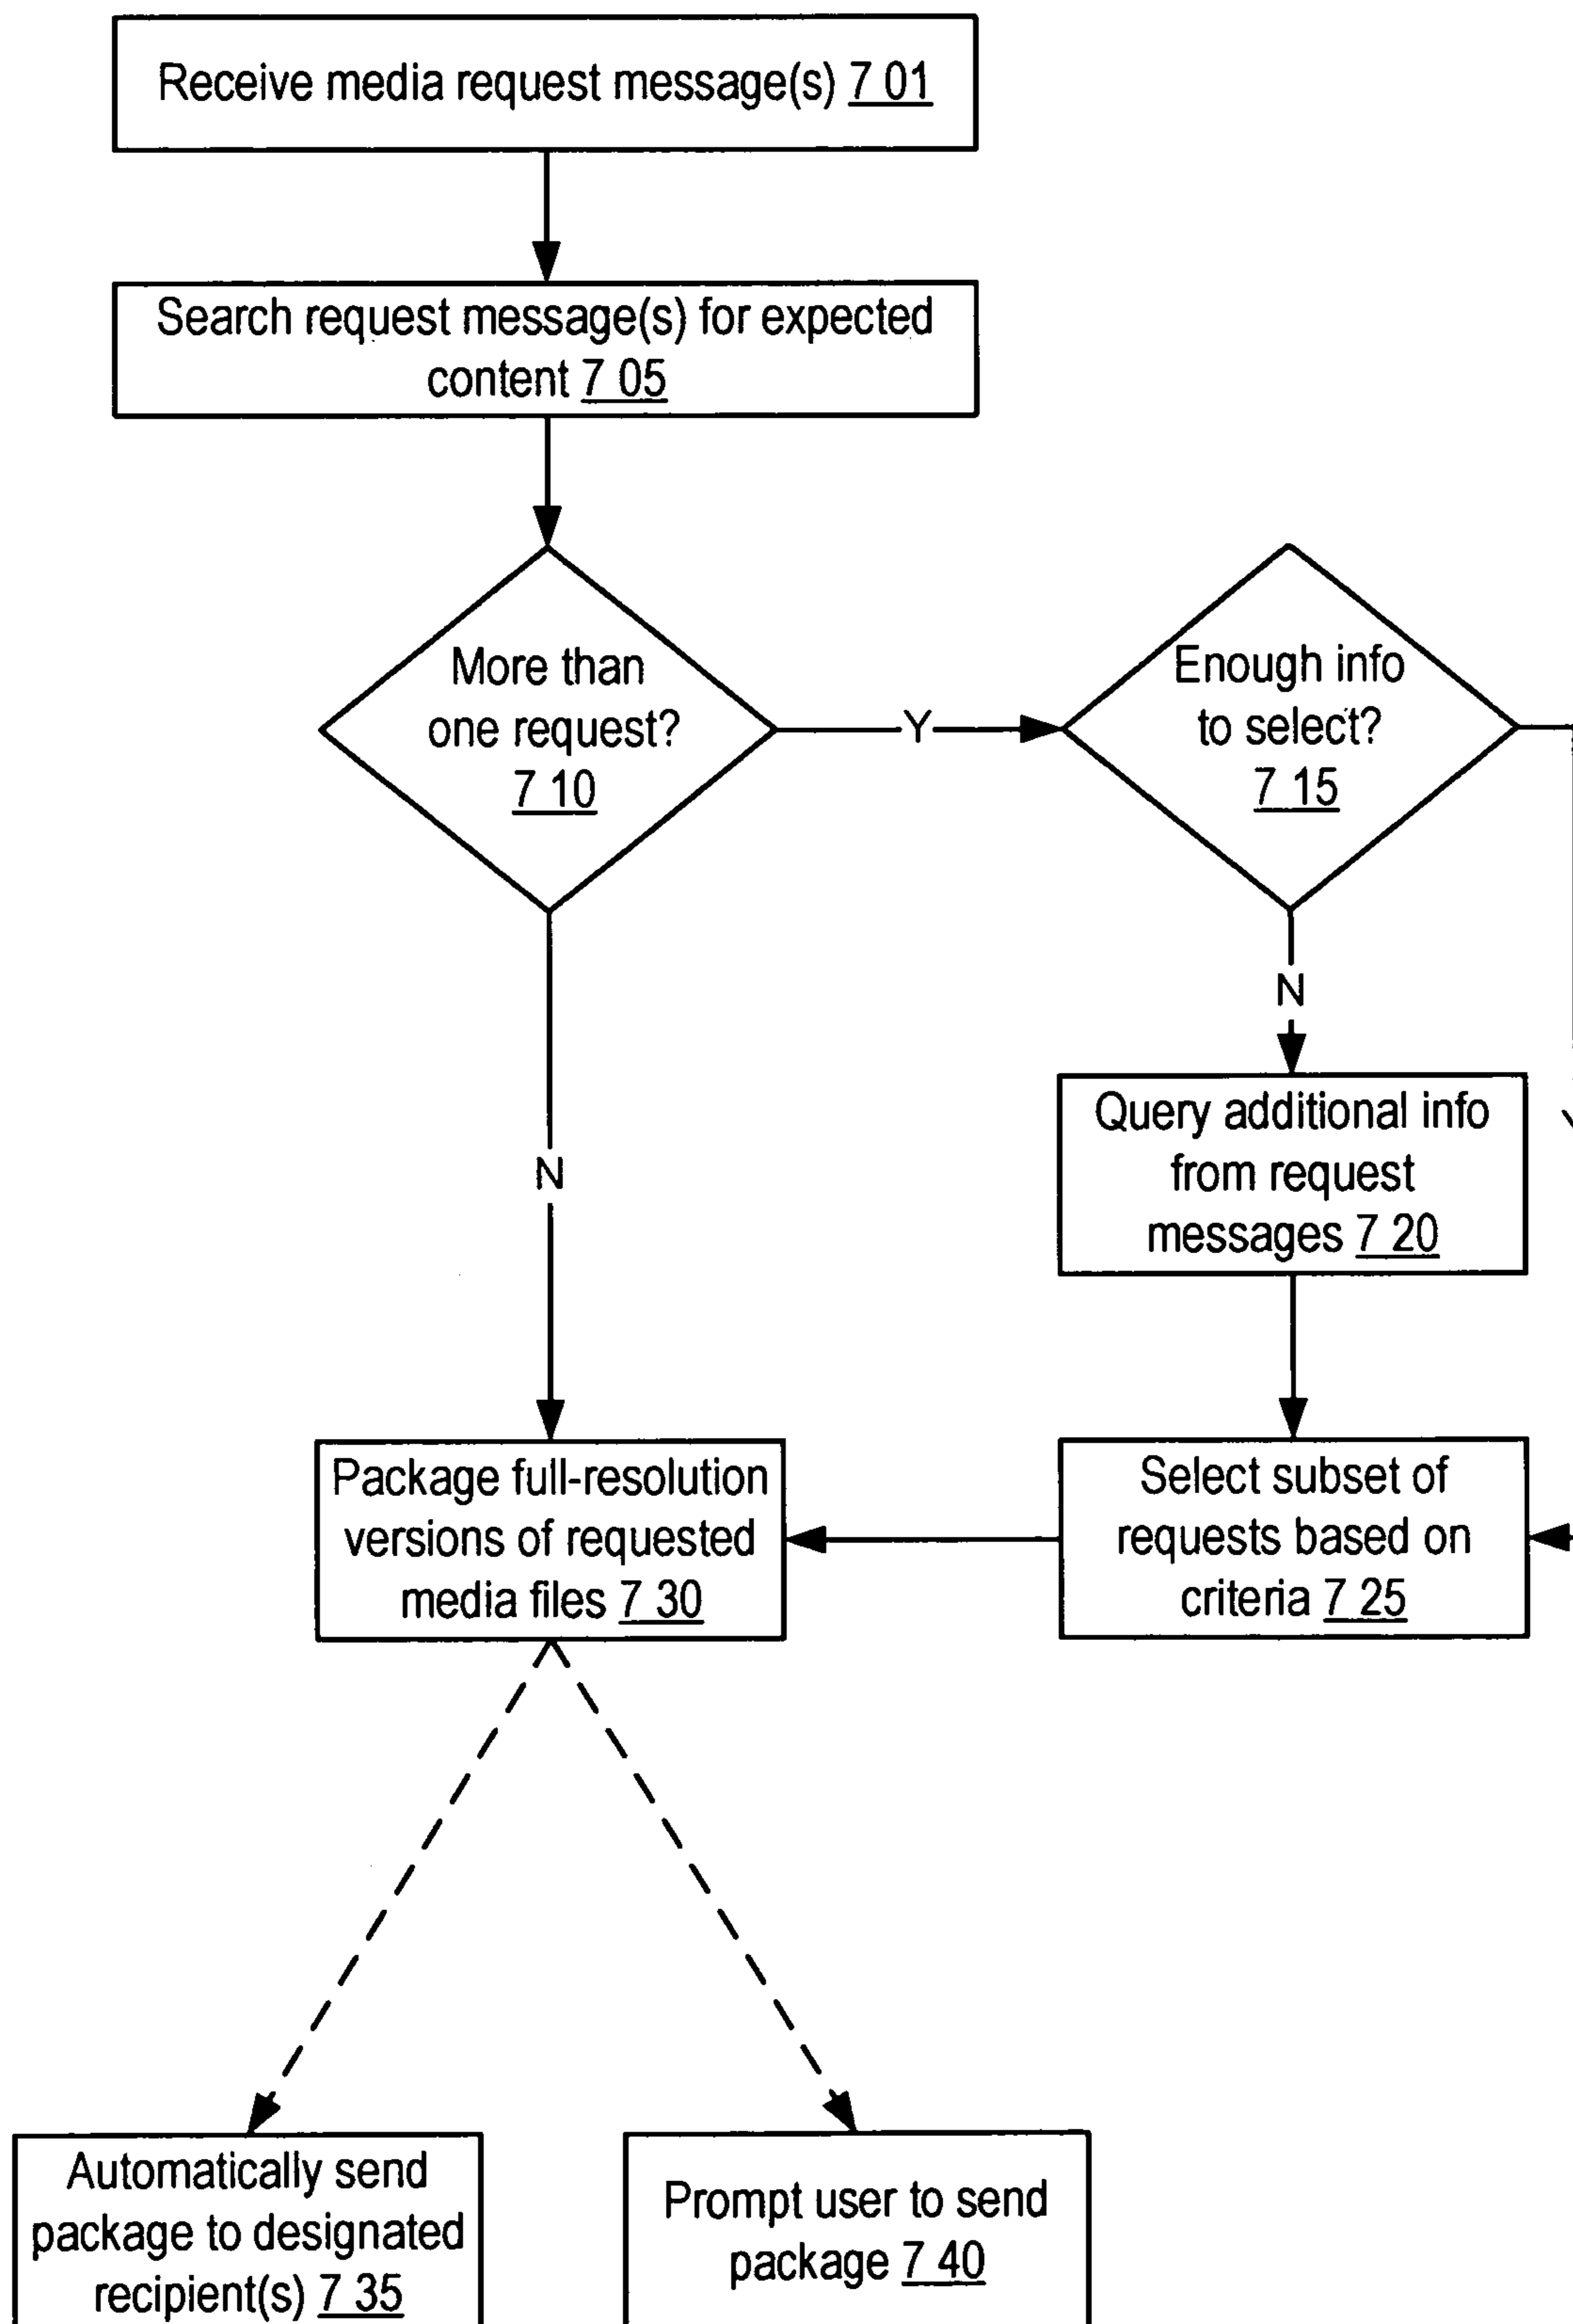 Receive media request message(s) 7 01
Search request message(s) for expected
content 7 05
More than
one request?
7 10
Y
Enough info
to select?
7 15
N
N
Query additional info
from request
messages 7 20
Package full-resolution
versions of requested
media files 7 30
Select subset of
requests based on
criteria 7 25
Automatically send
package to designated
recipient(s) 7 35
Prompt user to send
package 7 40